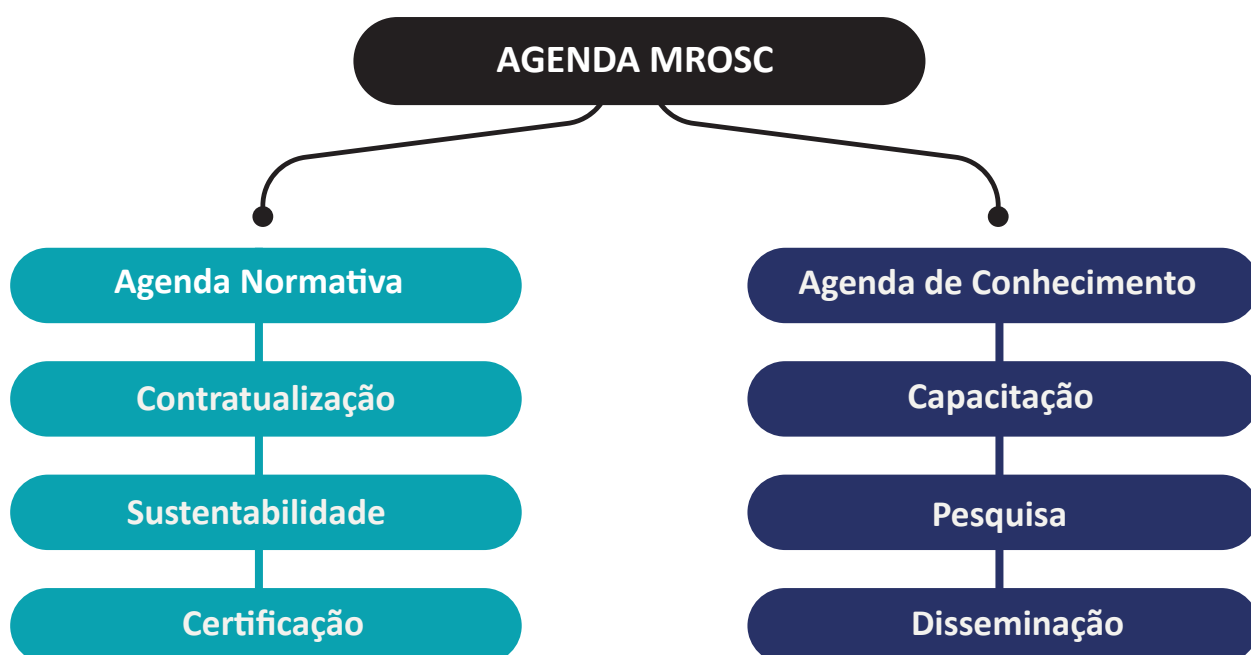 AGENDA MROSC
Agenda Normativa
Contratualização
Sustentabilidade
Certificação
Agenda de Conhecimento
Capacitação
Pesquisa
Disseminação